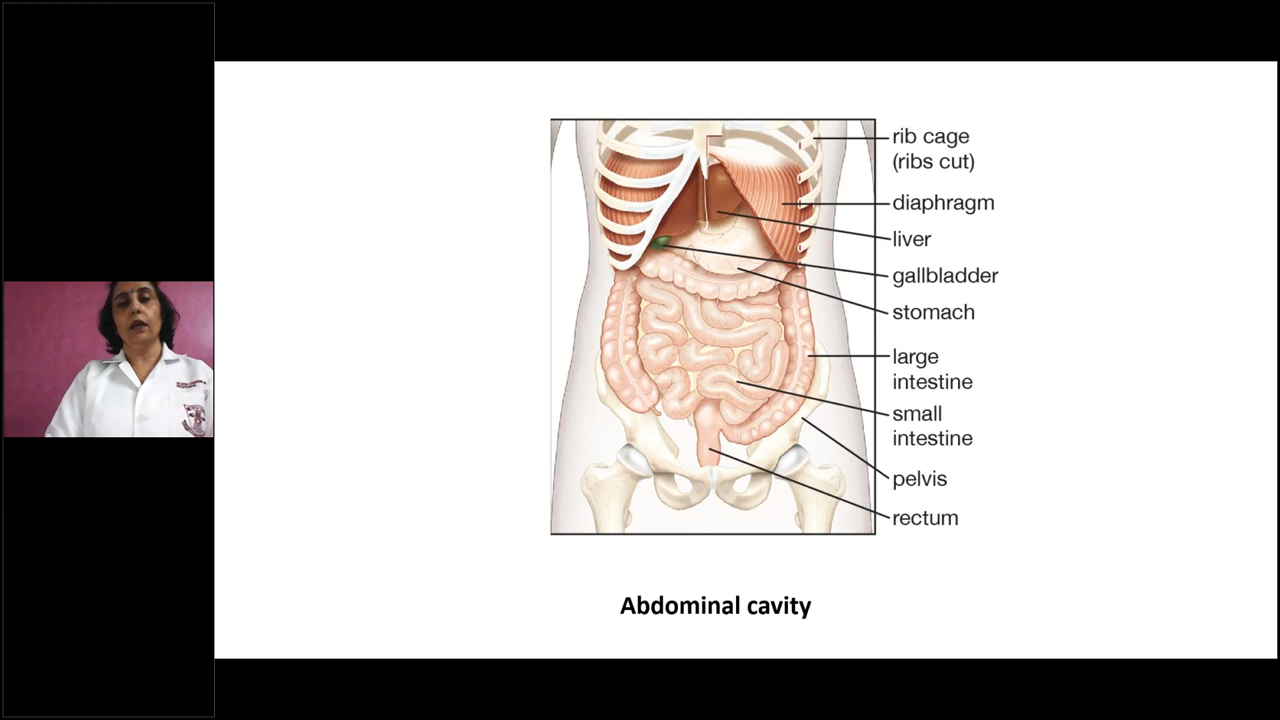 rib cage
(ribs cut)
diaphragm
liver
gallbladder
stomach
large
intestine
small
intestine
pelvis
rectum
Abdominal cavity